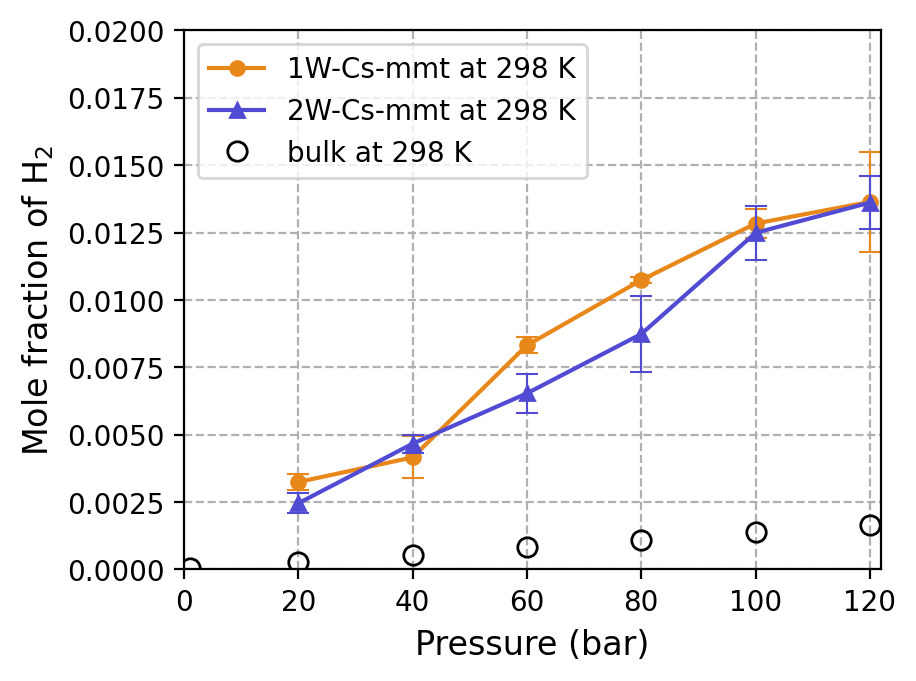 0.0200
0.0175
0.0150
0.0125
0.0100
0.0075
0.0050
0.0025
0.0000
Mole fraction of H₂
1W-Cs-mmt at 298 K
2W-Cs-mmt at 298 K
bulk at 298 K
0 20 40 60 80 100 120
Pressure (bar)